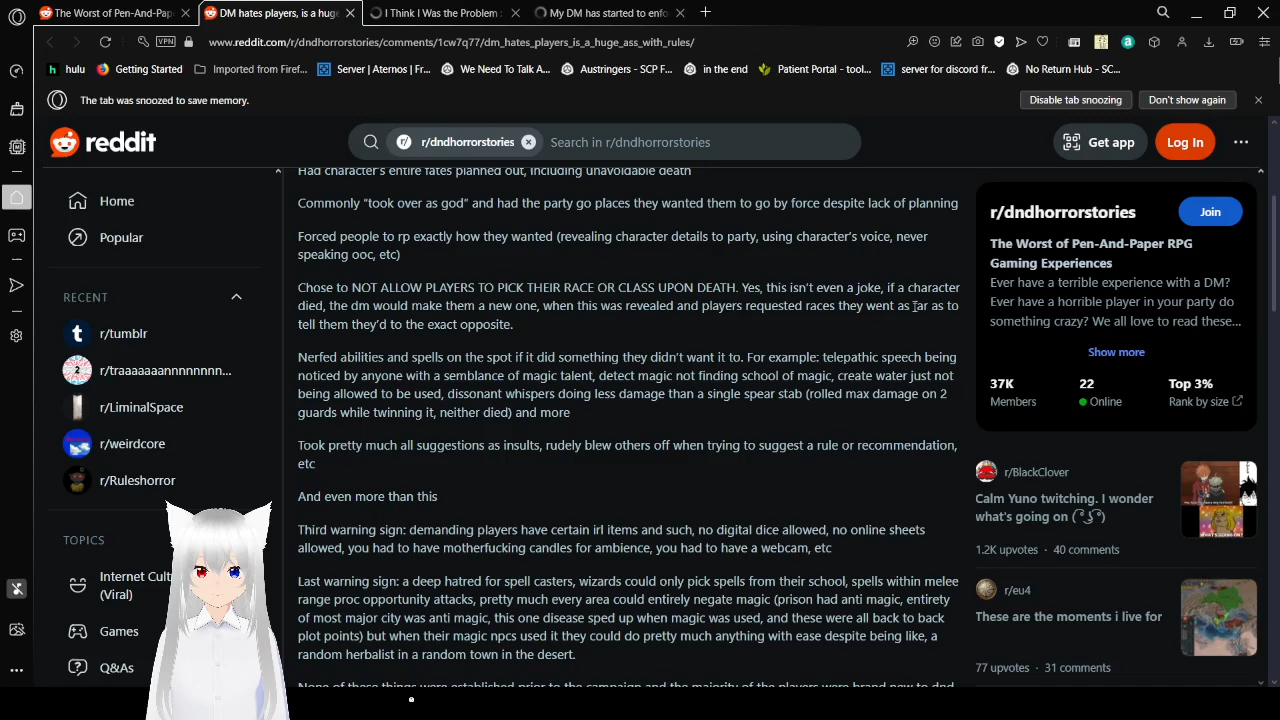 The Worst of Pen-And-Pap
DM hates players, is a hug
I Think I Was the Problem
My DM has started to enfo
VPN
www.reddit.com/r/dndhorrorstories/comments/1cw7q77/dm_hates_players_is_a_huge_ass_with_rules/
hulu
Getting Started
Imported from Firef...
Server | Aternos | Fr...
We Need To Talk A...
Austringers - SCP F...
in the end
Patient Portal - tool...
server for discord fr...
No Return Hub - SC...
The tab was snoozed to save memory.
Disable tab snoozing
Don't show again
reddit
r/
r/dndhorrorstories
Search in r/dndhorrorstories
Get app
Log In
Home
Popular
RECENT
r/tumblr
r/traaaaaaannnnnnnn...
r/LiminalSpace
r/weirdcore
r/Ruleshorror
TOPICS
Internet Cult
(Viral)
Games
Q&As
Had character's entire fates planned out, including unavoidable death
Commonly “took over as god” and had the party go places they wanted them to go by force despite lack of planning
Forced people to rp exactly how they wanted (revealing character details to party, using character's voice, never
speaking ooc, etc)
Chose to NOT ALLOW PLAYERS TO PICK THEIR RACE OR CLASS UPON DEATH. Yes, this isn't even a joke, if a character
died, the dm would make them a new one, when this was revealed and players requested races they went as far as to
tell them they'd to the exact opposite.
Nerfed abilities and spells on the spot if it did something they didn't want it to. For example: telepathic speech being
noticed by anyone with a semblance of magic talent, detect magic not finding school of magic, create water just not
being allowed to be used, dissonant whispers doing less damage than a single spear stab (rolled max damage on 2
guards while twinning it, neither died) and more
Took pretty much all suggestions as insults, rudely blew others off when trying to suggest a rule or recommendation,
etc
And even more than this
Third warning sign: demanding players have certain irl items and such, no digital dice allowed, no online sheets
allowed, you had to have motherfucking candles for ambience, you had to have a webcam, etc
Last warning sign: a deep hatred for spell casters, wizards could only pick spells from their school, spells within melee
range proc opportunity attacks, pretty much every area could entirely negate magic (prison had anti magic, entirety
of most major city was anti magic, this one disease sped up when magic was used, and these were all back to back
plot points) but when their magic npcs used it they could do pretty much anything with ease despite being like, a
random herbalist in a random town in the desert.
None of these things were established prior to the campaign and the majority of the players were brand new to dnd
r/dndhorrorstories
Join
The Worst of Pen-And-Paper RPG
Gaming Experiences
Ever have a terrible experience with a DM?
Ever have a horrible player in your party do
something crazy? We all love to read these...
Show more
37K
Members
22
Online
Top 3%
Rank by size
r/BlackClover
Calm Yuno twitching. I wonder
what's going on ( ͡° ͜ʖ ͡°)
1.2K upvotes · 40 comments
r/eu4
These are the moments i live for
77 upvotes · 31 comments